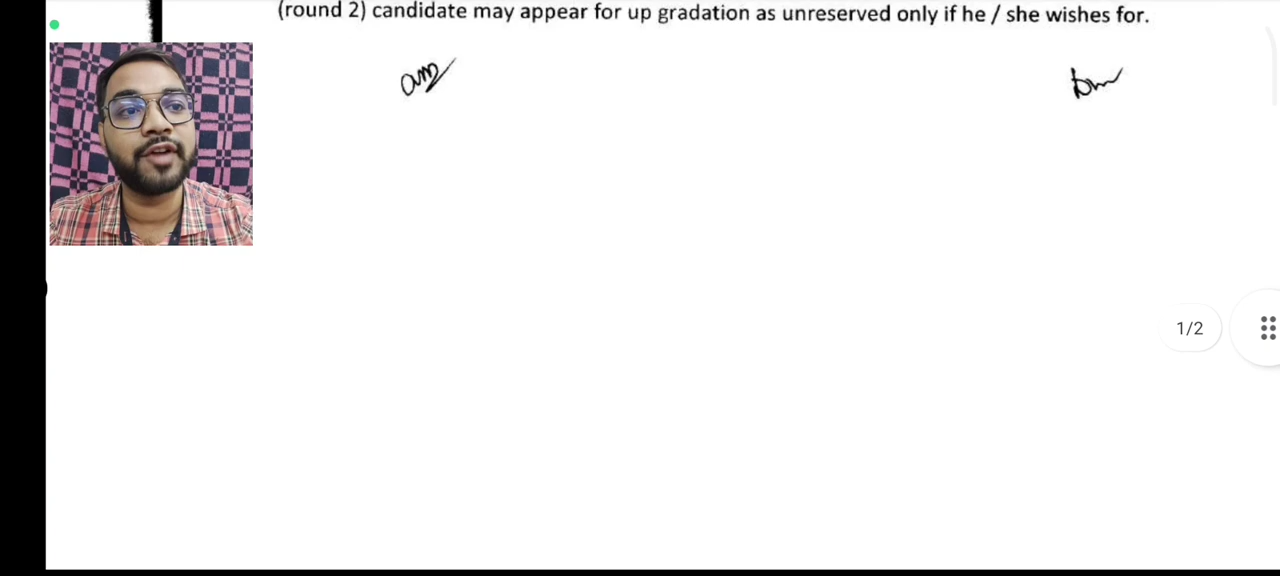 (round 2) candidate may appear for up gradation as unreserved only if he / she wishes for.
1/2